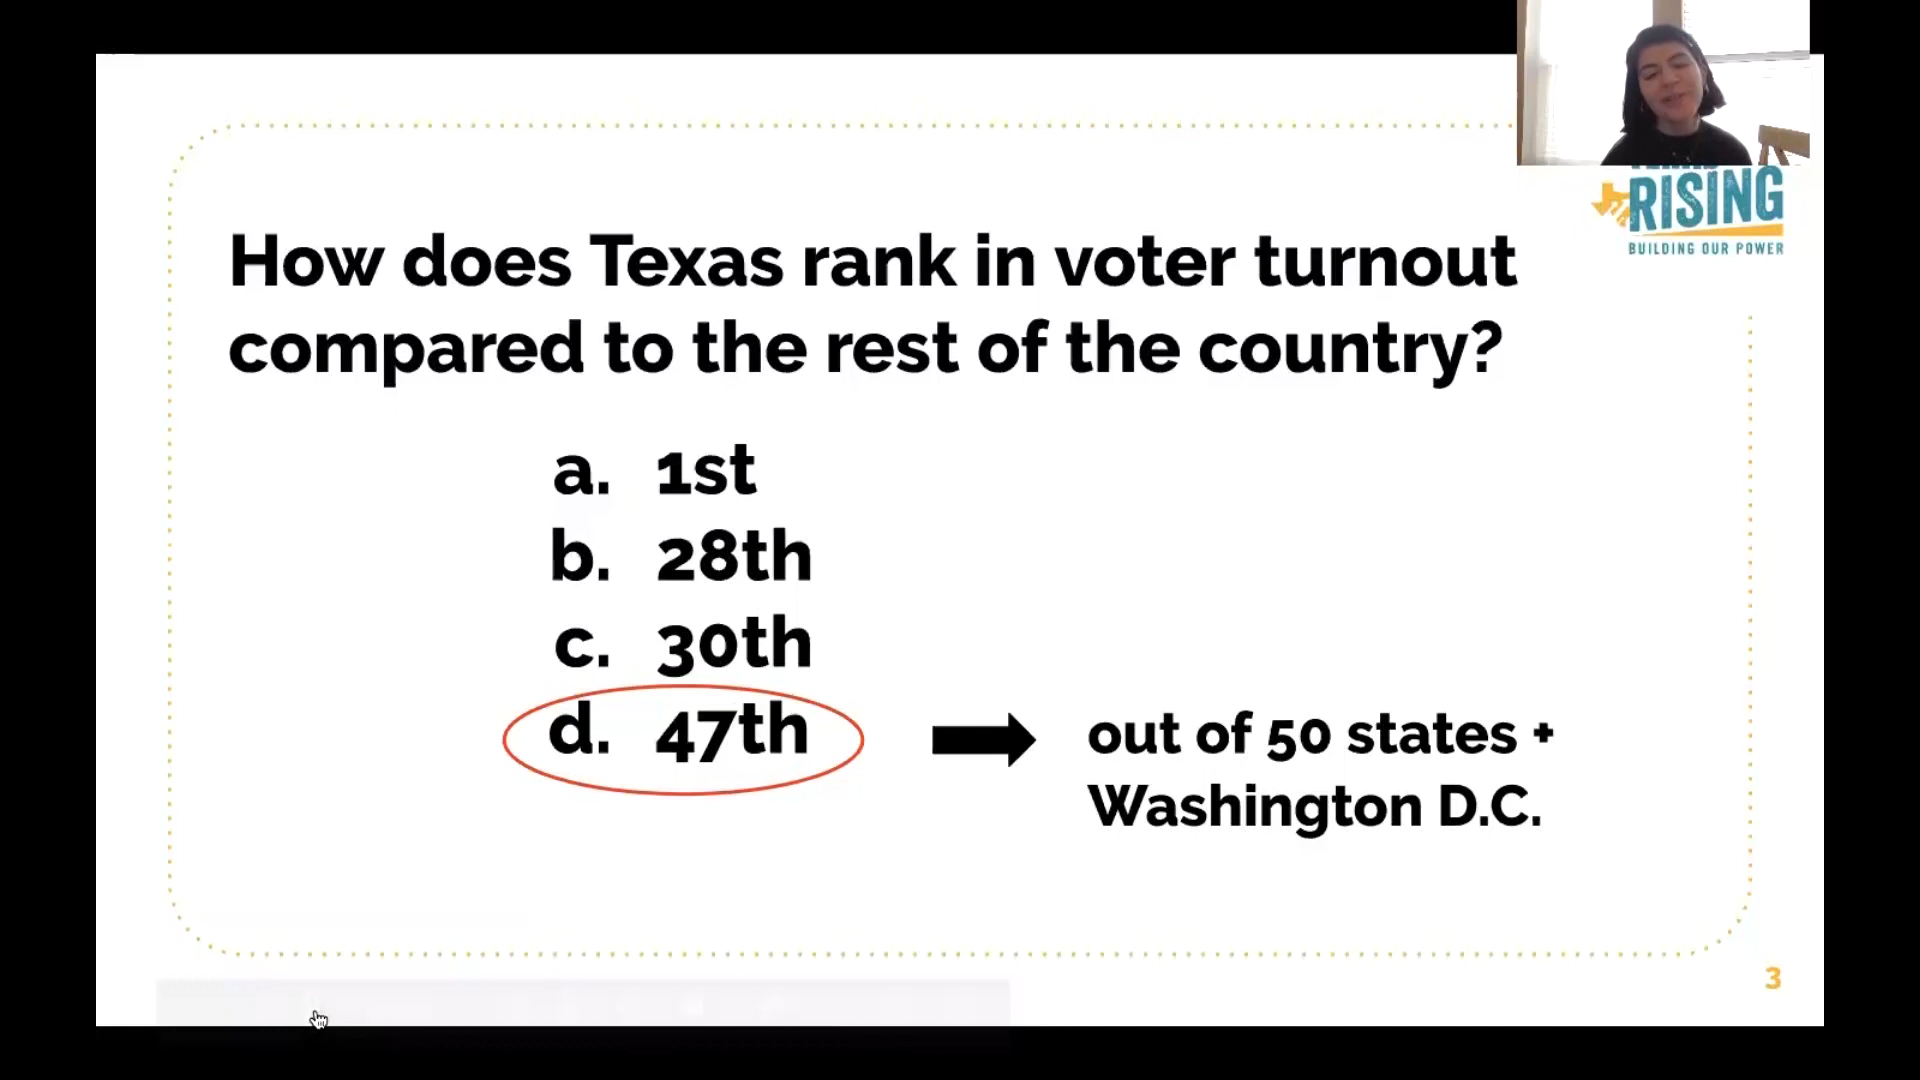 RISING
BUILDING OUR POWER
How does Texas rank in voter turnout
compared to the rest of the country?
a. 1st
b. 28th
c. 30th
d. 47th
out of 50 states +
Washington D.C.
3